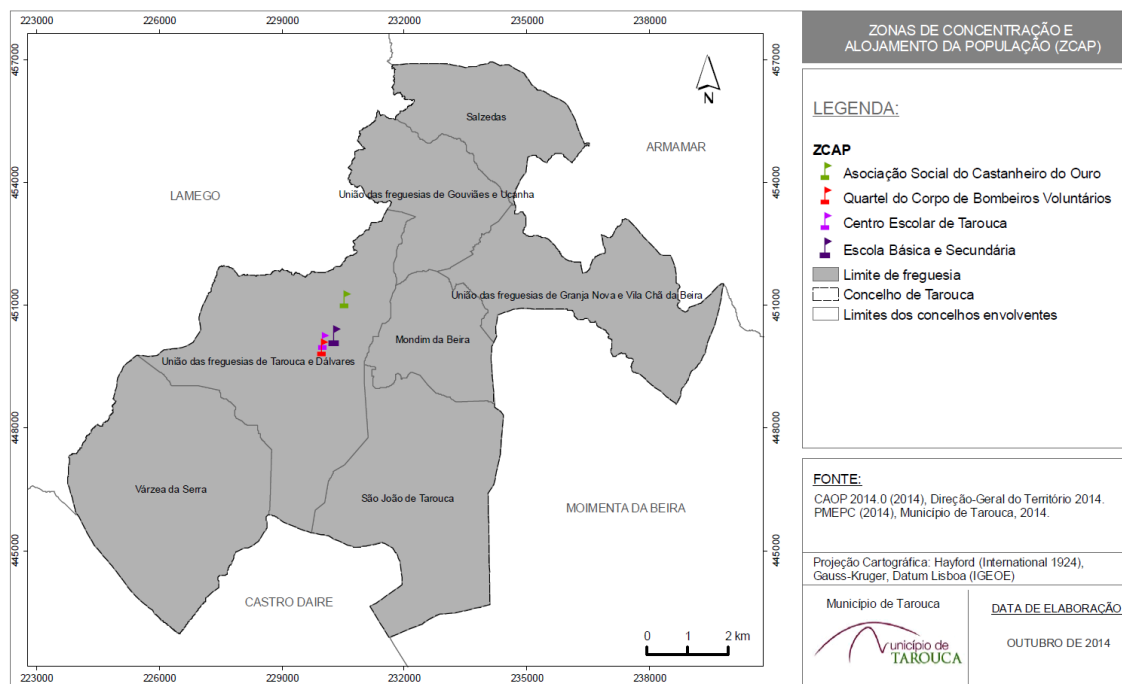 223000 226000 229000 232000 235000 238000
457000
454000
451000
448000
445000
457000
454000
451000
448000
445000
N
Salzedas
ARMAMAR
LAMEGO
União das freguesias de Gouviães e Ucanha
União das freguesias de Granja Nova e Vila Chã da Beira
Mondim da Beira
União das freguesias de Tarouca e Dálvares
Várzea da Serra
São João de Tarouca
MOIMENTA DA BEIRA
CASTRO DAIRE
0 1 2 km
223000 226000 229000 232000 235000 238000
ZONAS DE CONCENTRAÇÃO E
ALOJAMENTO DA POPULAÇÃO (ZCAP)
LEGENDA:
ZCAP
Asociação Social do Castanheiro do Ouro
Quartel do Corpo de Bombeiros Voluntários
Centro Escolar de Tarouca
Escola Básica e Secundária
Limite de freguesia
Concelho de Tarouca
Limites dos concelhos envolventes
FONTE:
CAOP 2014.0 (2014), Direção-Geral do Território 2014.
PMEPC (2014), Município de Tarouca, 2014.
Projeção Cartográfica: Hayford (International 1924),
Gauss-Kruger, Datum Lisboa (IGEOE)
Município de Tarouca
unicípio de
TAROUCA
DATA DE ELABORAÇÃO
OUTUBRO DE 2014